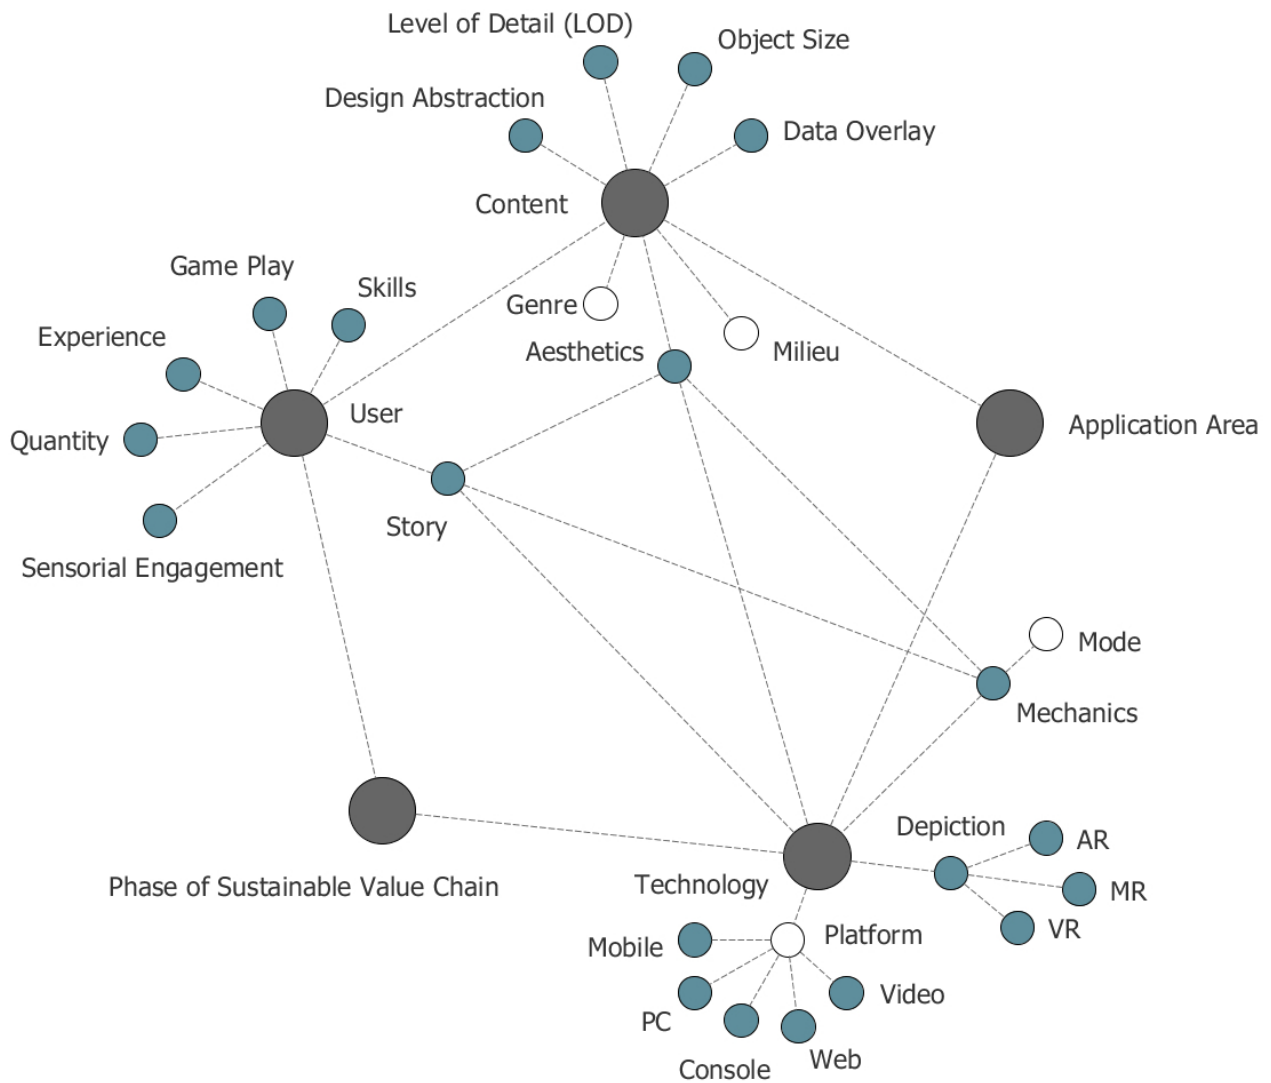 Level of Detail (LOD)
Object Size
Design Abstraction
Data Overlay
Content
Game Play
Skills
Genre
Experience
Aesthetics
Milieu
User
Application Area
Quantity
Story
Sensorial Engagement
Mode
Mechanics
Depiction
AR
Phase of Sustainable Value Chain
Technology
MR
Platform
VR
Mobile
Video
PC
Console
Web